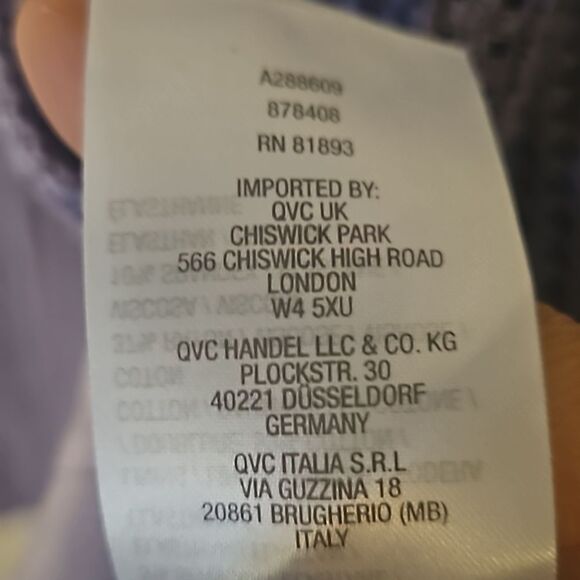 A288609
878408
RN 81893
IMPORTED BY:
QVC UK
CHISWICK PARK
566 CHISWICK HIGH ROAD
LONDON
W4 5XU
QVC HANDEL LLC & CO. KG
PLOCKSTR. 30
40221 DÜSSELDORF
GERMANY
QVC ITALIA S.R.L
VIA GUZZINA 18
20861 BRUGHERIO (MB)
ITALY